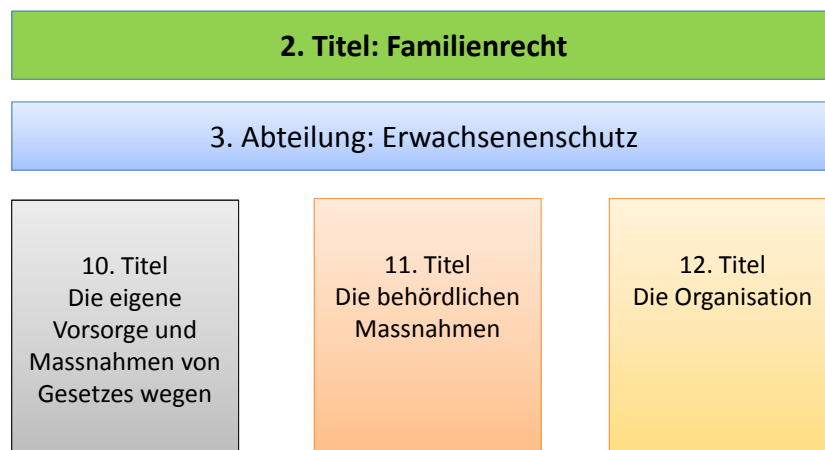 2. Titel: Familienrecht
3. Abteilung: Erwachsenenschutz
10. Titel
Die eigene
Vorsorge und
Massnahmen von
Gesetzes wegen
11. Titel
Die behördlichen
Massnahmen
12. Titel
Die Organisation